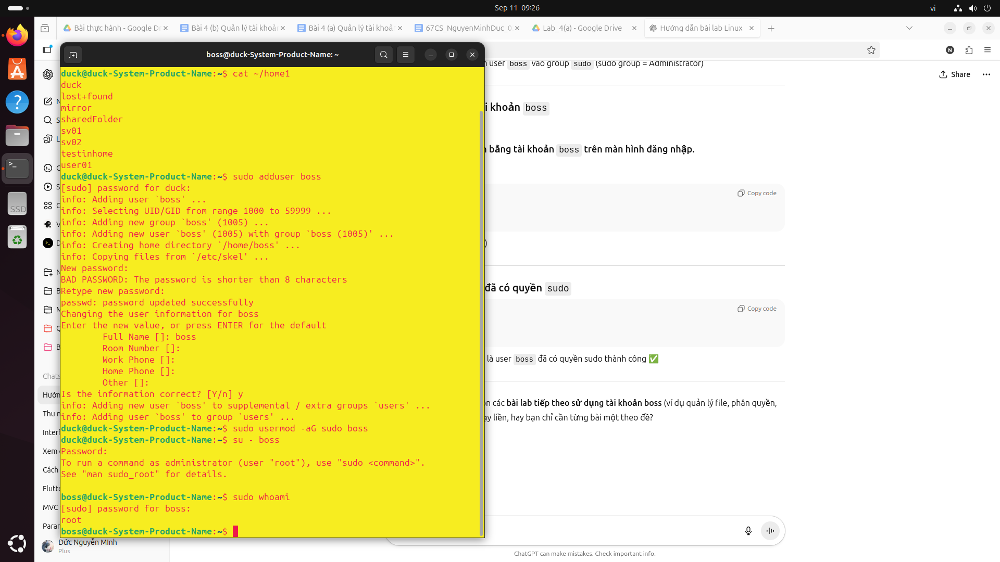 Sep 11 09:26
vi
Bài thực hành - Google D
Bài 4 (b) Quản lý tài khoả
Bài 4 (a) Quản lý tài khoả
67CS_NguyenMinhDuc_0
Lab_4(a) - Google Drive
Hướng dẫn bài lab Linux
boss@duck-System-Product-Name: ~
duck@duck-System-Product-Name:~$ cat ~/home1
duck
lost+found
mirror
sharedFolder
sv01
sv02
testinhome
user01
duck@duck-System-Product-Name:~$ sudo adduser boss
[sudo] password for duck:
info: Adding user `boss' ...
info: Selecting UID/GID from range 1000 to 59999 ...
info: Adding new group `boss' (1005) ...
info: Adding new user `boss' (1005) with group `boss (1005)' ...
info: Creating home directory `/home/boss' ...
info: Copying files from `/etc/skel' ...
New password:
BAD PASSWORD: The password is shorter than 8 characters
Retype new password:
passwd: password updated successfully
Changing the user information for boss
Enter the new value, or press ENTER for the default
Full Name []: boss
Room Number []:
Work Phone []:
Home Phone []:
Other []:
Is the information correct? [Y/n] y
info: Adding new user `boss' to supplemental / extra groups `users' ...
info: Adding user `boss' to group `users' ...
duck@duck-System-Product-Name:~$ sudo usermod -aG sudo boss
duck@duck-System-Product-Name:~$ su - boss
Password:
To run a command as administrator (user "root"), use "sudo <command>".
See "man sudo_root" for details.
boss@duck-System-Product-Name:~$ sudo whoami
[sudo] password for boss:
root
boss@duck-System-Product-Name:~$
user boss vào group sudo (sudo group = Administrator)
Share
i khoản boss
bằng tài khoản boss trên màn hình đăng nhập.
Copy code
)
đã có quyền sudo
Copy code
là user boss đã có quyền sudo thành công ✅
các bài lab tiếp theo sử dụng tài khoản boss (ví dụ quản lý file, phân quyền,
ay liền, hay bạn chỉ cần từng bài một theo đề?
ChatGPT can make mistakes. Check important info.
Chats
Hướn
Thu
Interf
Xem
Cách
Flutte
MVC
Paran
Đức Nguyễn Minh
Plus
SSD
N